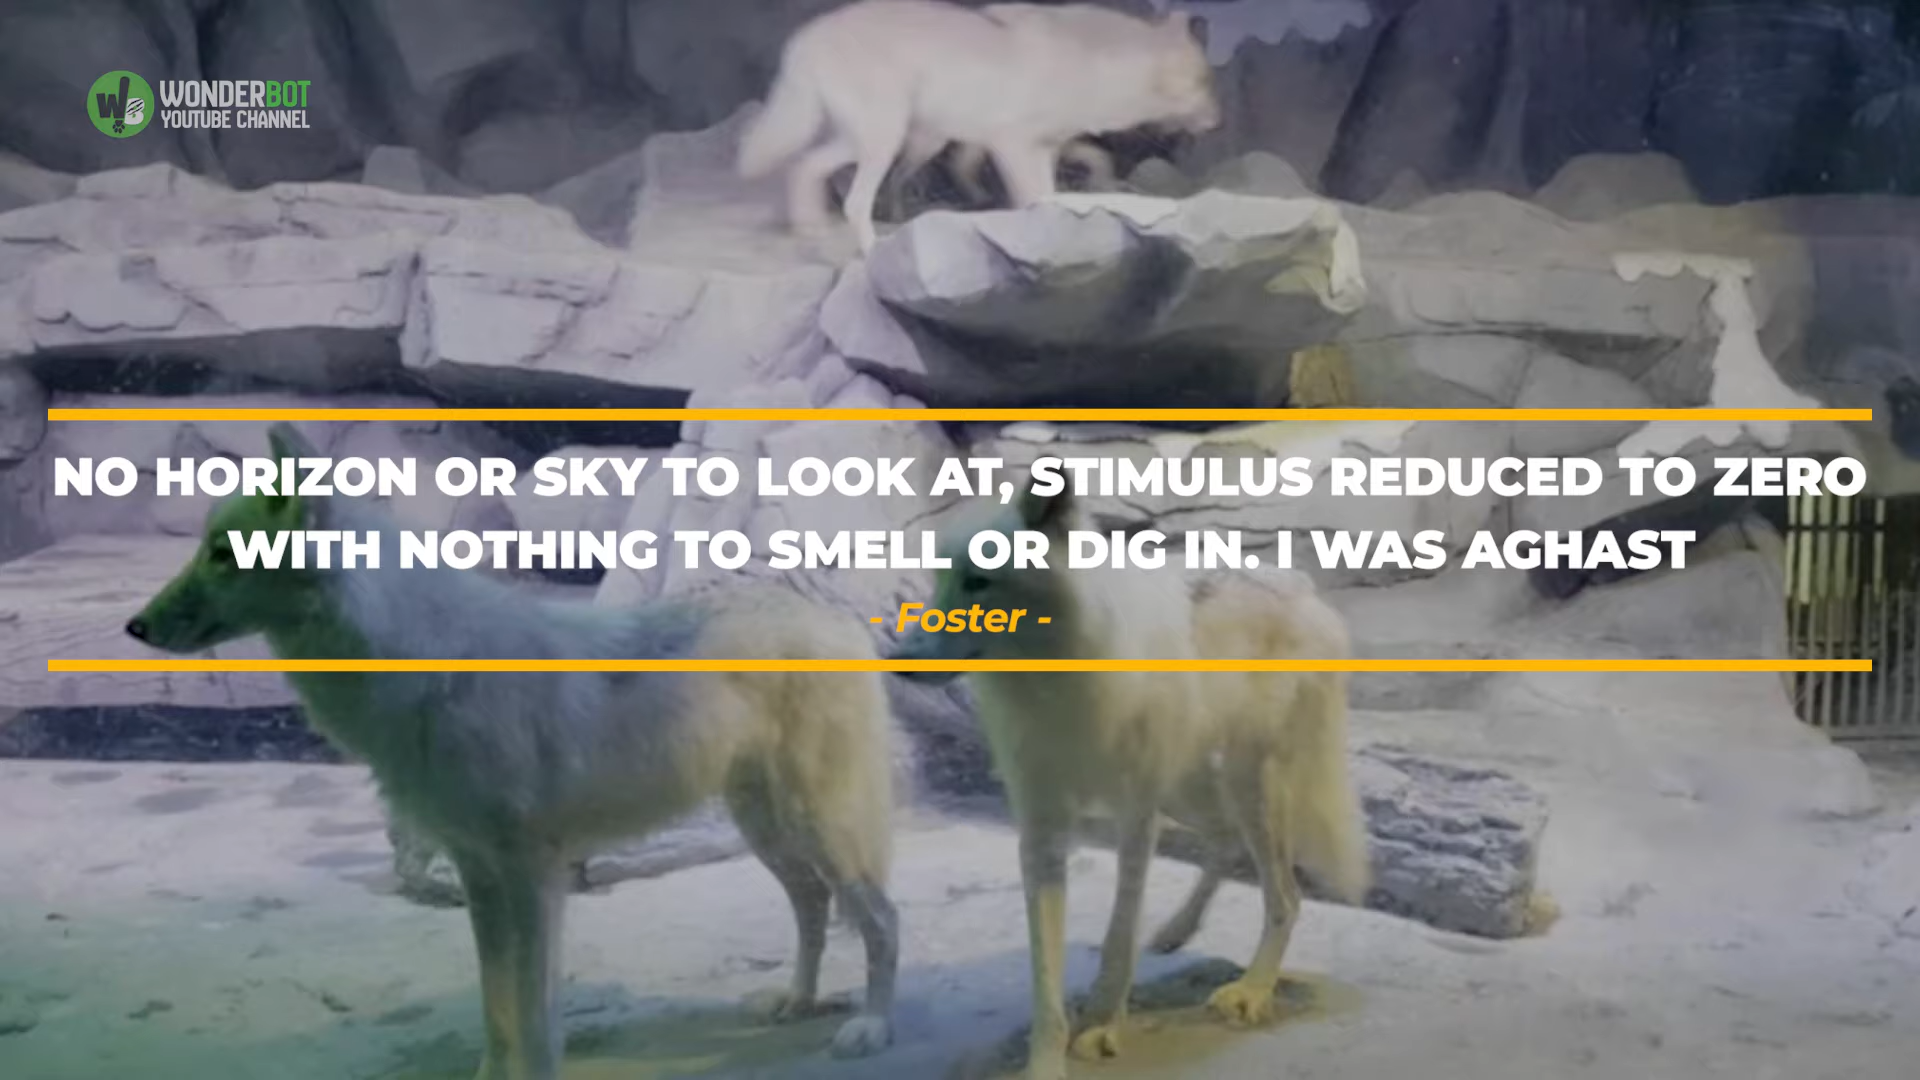 WONDERBOT
YOUTUBE CHANNEL
NO HORIZON OR SKY TO LOOK AT, STIMULUS REDUCED TO ZERO
WITH NOTHING TO SMELL OR DIG IN. I WAS AGHAST
- Foster -